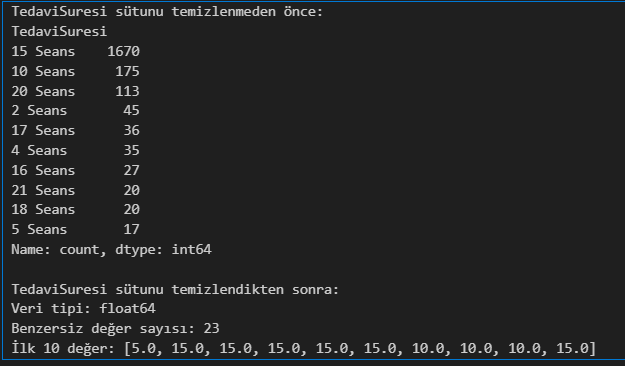 TedaviSuresi sütunu temizlenmeden önce:
TedaviSuresi
15 Seans    1670
10 Seans     175
20 Seans     113
2 Seans       45
17 Seans      36
4 Seans       35
16 Seans      27
21 Seans      20
18 Seans      20
5 Seans       17
Name: count, dtype: int64

TedaviSuresi sütunu temizlendikten sonra:
Veri tipi: float64
Benzersiz değer sayısı: 23
İlk 10 değer: [5.0, 15.0, 15.0, 15.0, 15.0, 15.0, 10.0, 10.0, 10.0, 15.0]